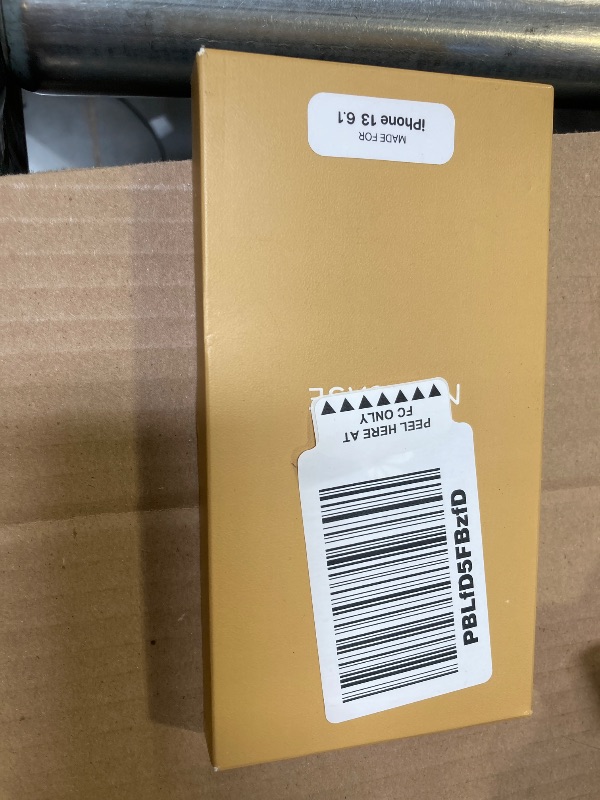 MADE FOR
iPhone 13 6.1
PEEL HERE AT
FC ONLY
PBLfD5FBzfD